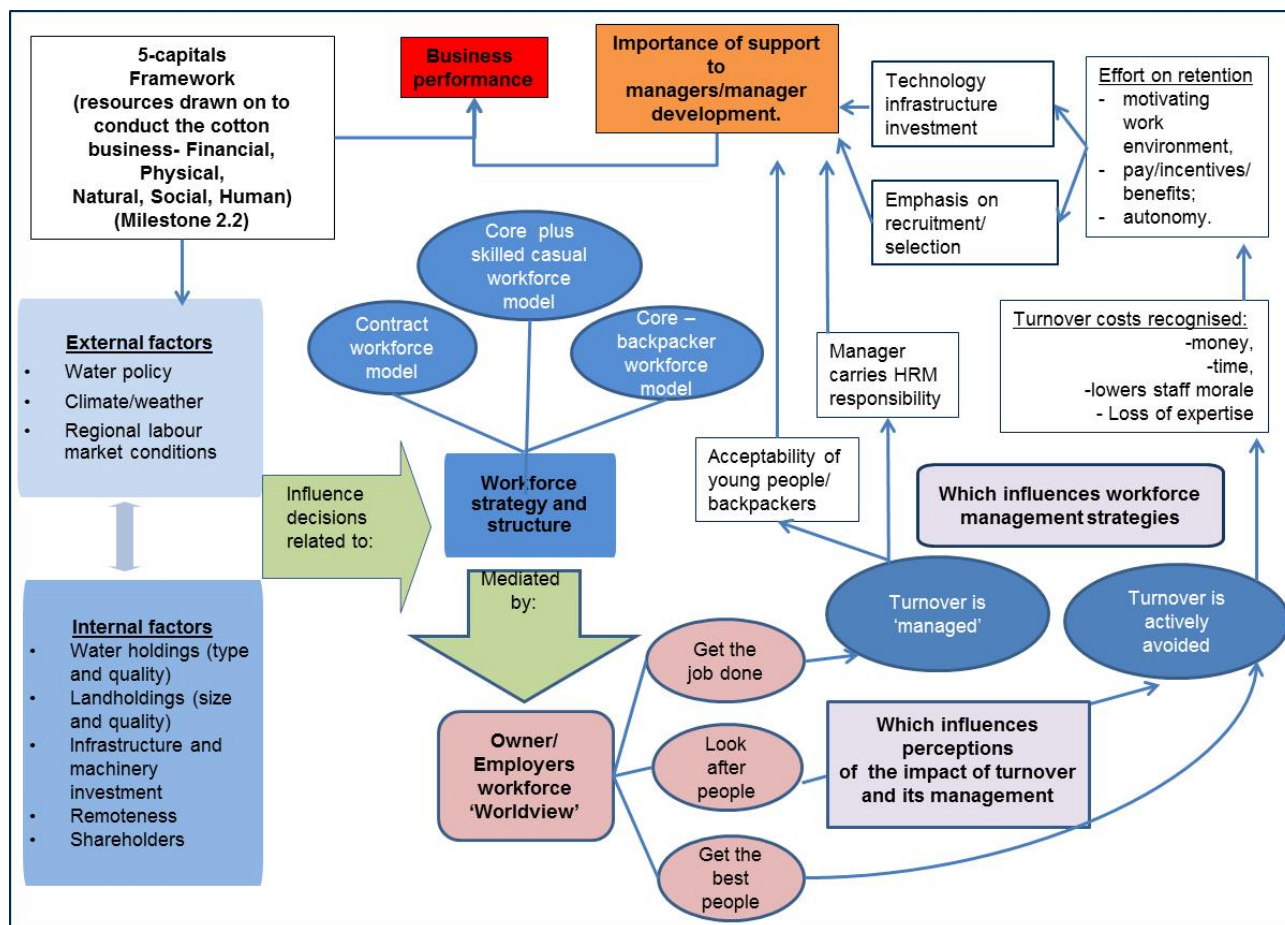 5-capitals
Framework
(resources drawn on to
conduct the cotton
business- Financial,
Physical,
Natural, Social, Human)
(Milestone 2.2)
Business
performance
Importance of support
to
managers/manager
development.
Technology
infrastructure
investment
Emphasis on
recruitment/
selection
Effort on retention
- motivating
work
environment,
- pay/incentives/
benefits;
- autonomy.
Core plus
skilled casual
workforce
model
Contract
workforce
model
Core –
backpacker
workforce
model
External factors
• Water policy
• Climate/weather
• Regional labour
market conditions
Manager
carries HRM
responsibility
Turnover costs recognised:
-money,
-time,
-lowers staff morale
- Loss of expertise
Influence
decisions
related to:
Workforce
strategy and
structure
Acceptability of
young people/
backpackers
Which influences workforce
management strategies
Mediated
by:
Internal factors
• Water holdings (type
and quality)
• Landholdings (size
and quality)
• Infrastructure and
machinery
investment
• Remoteness
• Shareholders
Turnover is
‘managed’
Turnover is
actively
avoided
Get the
job done
Owner/
Employers
workforce
‘Worldview’
Look
after
people
Which influences
perceptions
of the impact of turnover
and its management
Get the
best
people